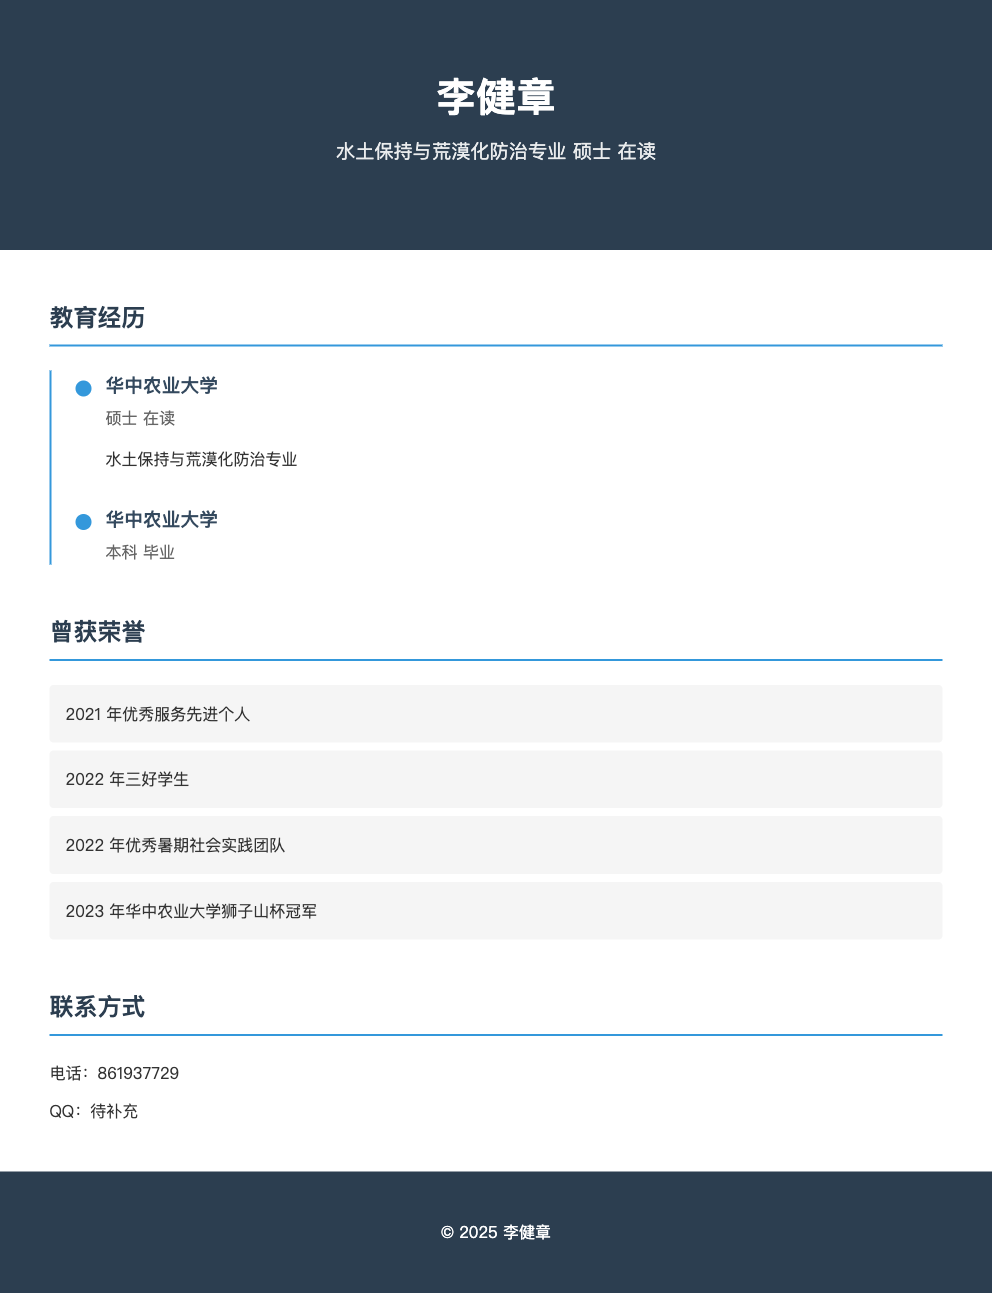 李健章
水土保持与荒漠化防治专业 硕士 在读
教育经历
华中农业大学
硕士 在读
水土保持与荒漠化防治专业
华中农业大学
本科 毕业
曾获荣誉
2021 年优秀服务先进个人
2022 年三好学生
2022 年优秀暑期社会实践团队
2023 年华中农业大学狮子山杯冠军
联系方式
电话：861937729
QQ：待补充
© 2025 李健章